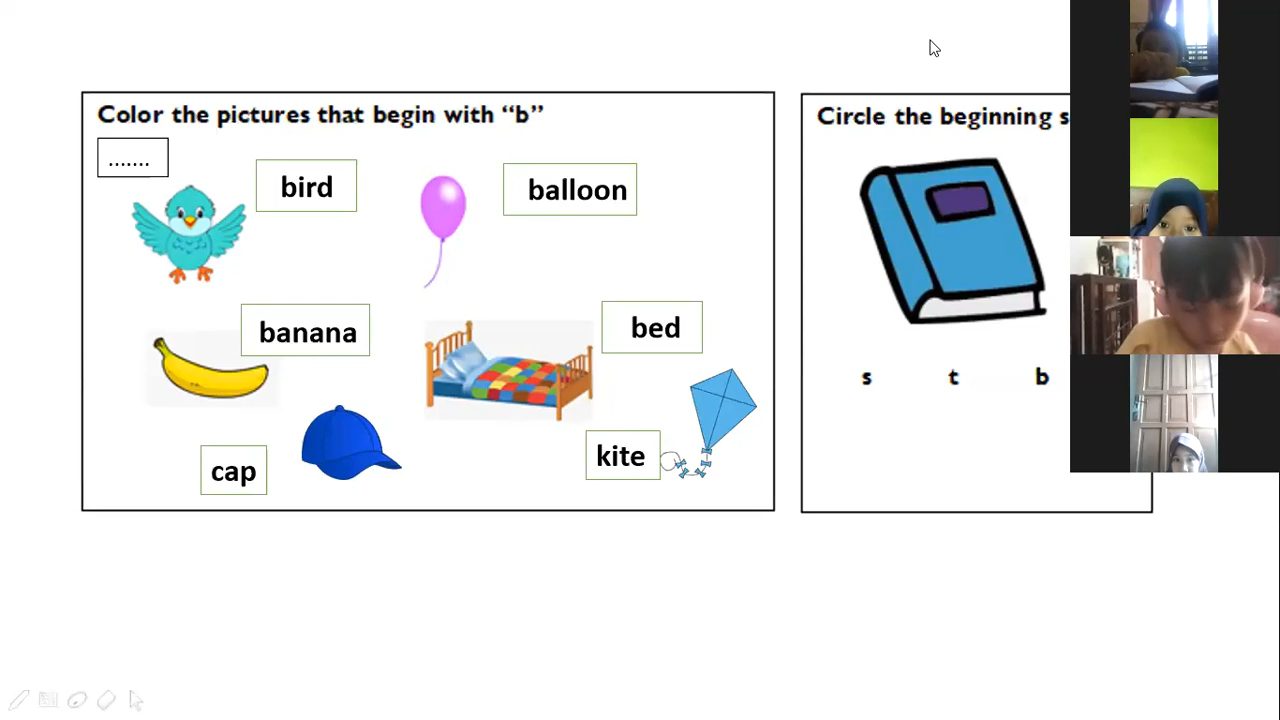 Color the pictures that begin with “b”
.......
bird
balloon
banana
bed
cap
kite
Circle the beginning s
s t b